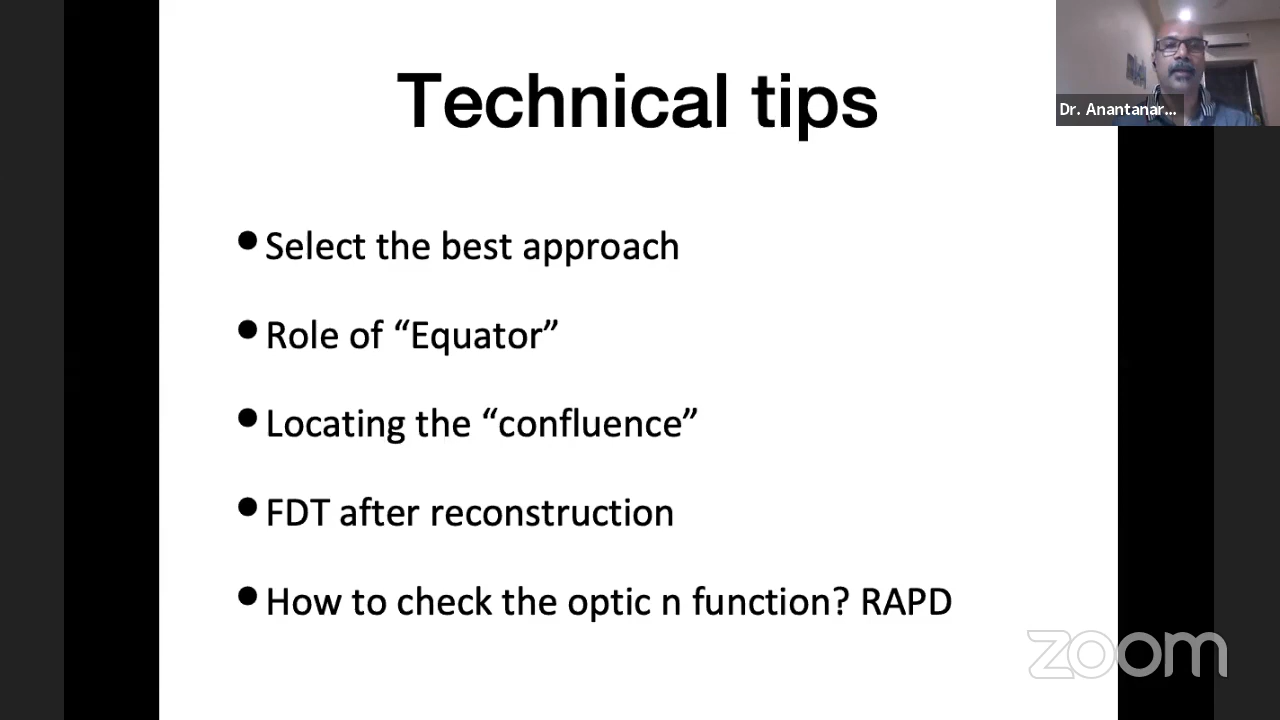 Technical tips
Dr. Anantanar...
•Select the best approach
•Role of “Equator”
•Locating the “confluence”
•FDT after reconstruction
•How to check the optic n function? RAPD
zoom